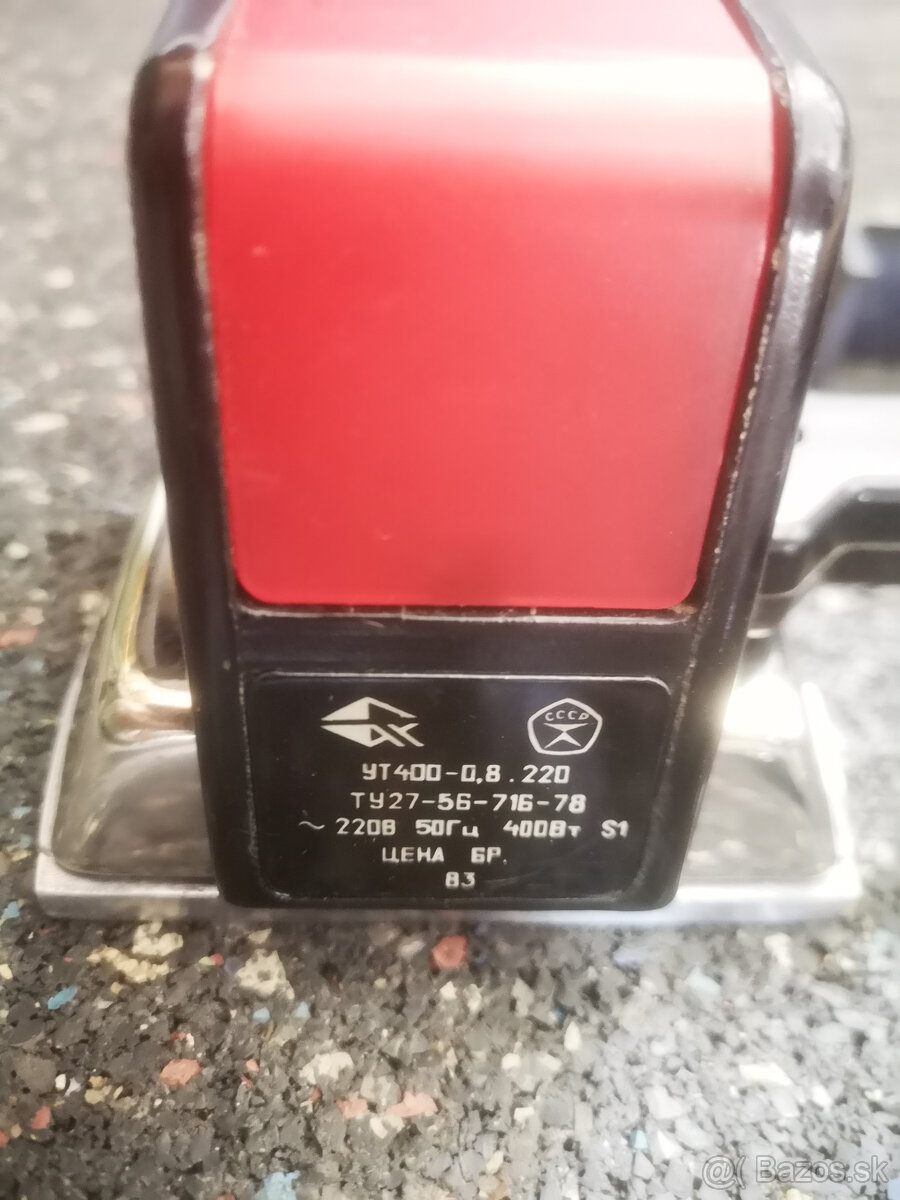 СССР
УТ400-0,8.220
ТУ27-56-716-78
~ 220В 50Гц 400Вт S1
ЦЕНА 6Р.
83
@( Bazos.sk